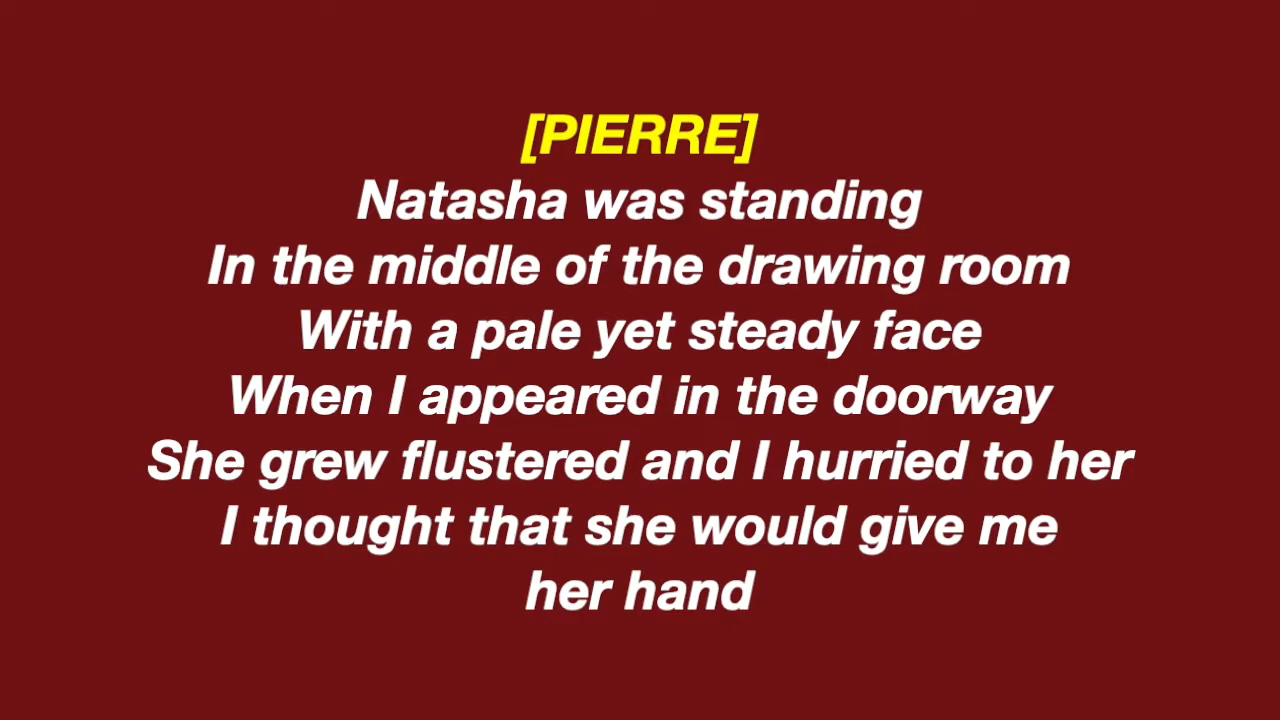 [PIERRE]
Natasha was standing
In the middle of the drawing room
With a pale yet steady face
When I appeared in the doorway
She grew flustered and I hurried to her
I thought that she would give me
her hand